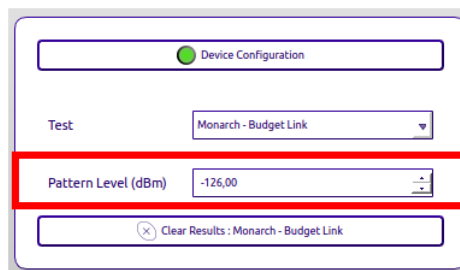 Device Configuration
Test Monarch - Budget Link
Pattern Level (dBm) -126,00
Clear Results : Monarch - Budget Link